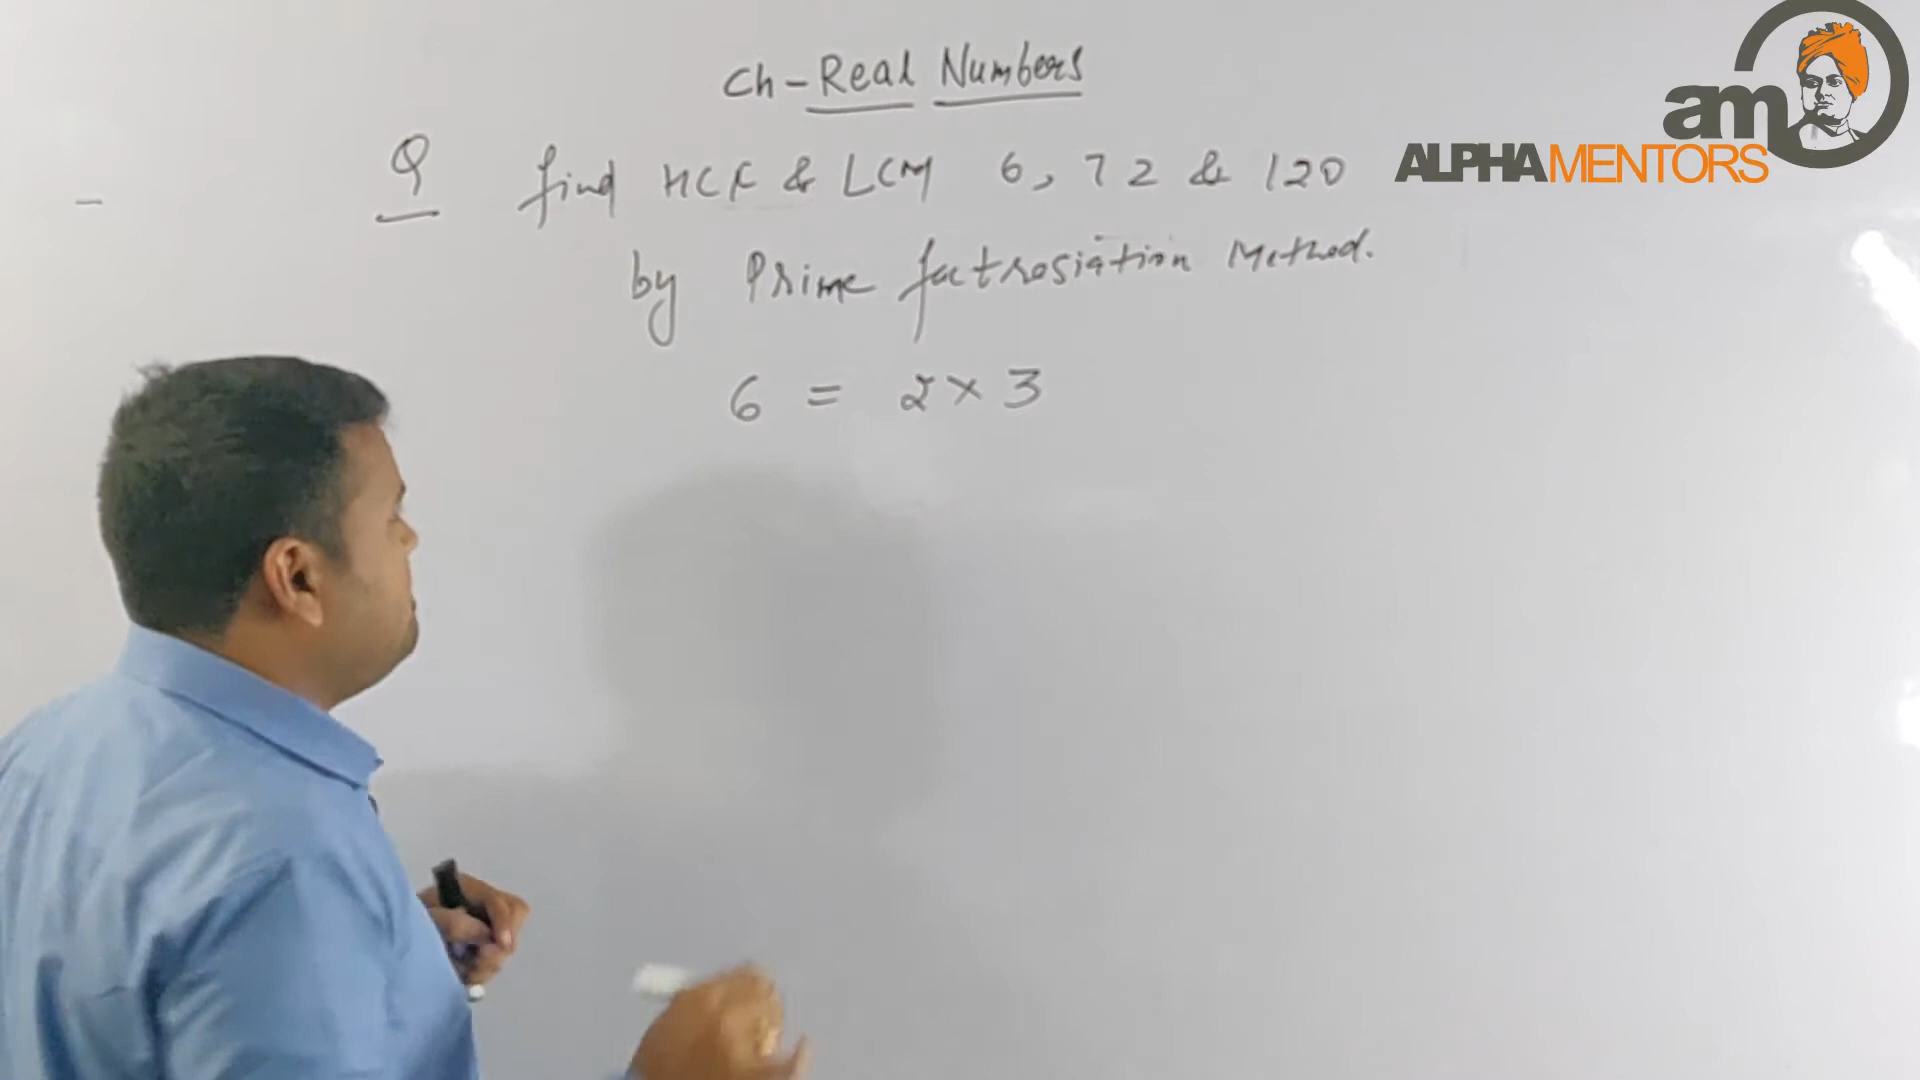 Ch-Real Numbers
am
ALPHAMENTORS
Q find HCF & LCM 6, 72 & 120
by Prime factrosiation Method.
6 = 2 × 3